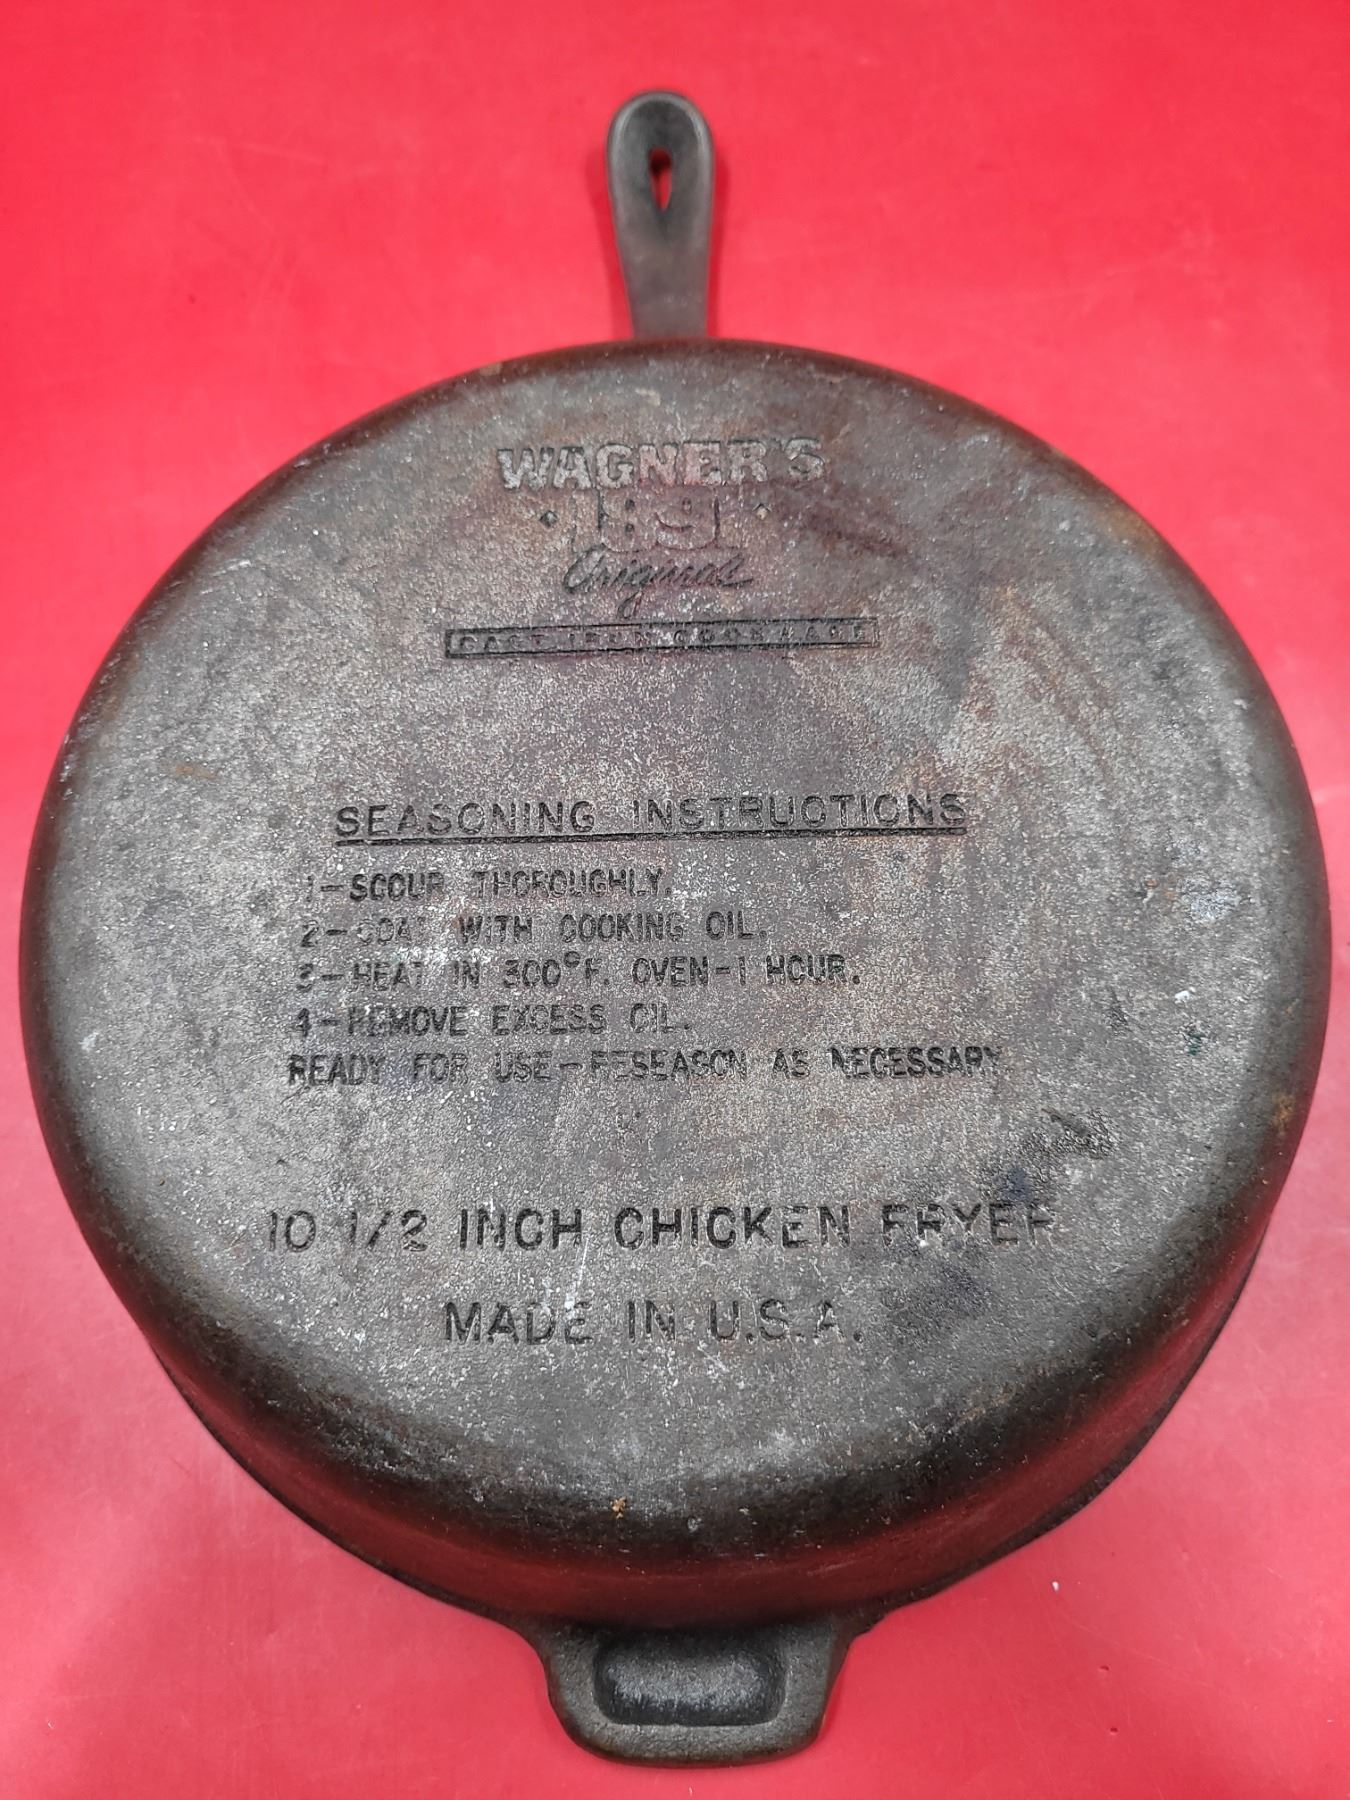 WAGNER'S
· 1891 ·
Original
CAST IRON COOKWARE
SEASONING INSTRUCTIONS
1-SCOUR THOROUGHLY.
2-COAT WITH COOKING OIL.
3-HEAT IN 300°F. OVEN-1 HOUR.
4-REMOVE EXCESS OIL.
READY FOR USE-RESEASON AS NECESSARY
10 1/2 INCH CHICKEN FRYER
MADE IN U.S.A.